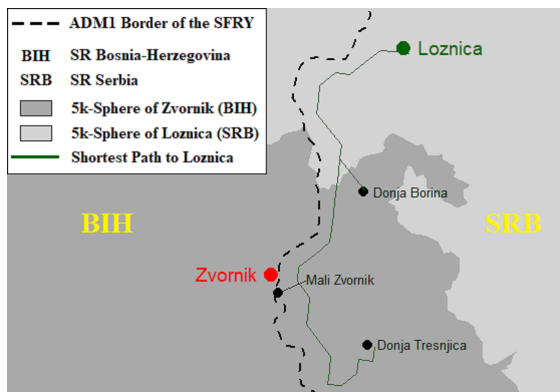 ADM1 Border of the SFRY
BIH SR Bosnia-Herzegovina
SRB SR Serbia
5k-Sphere of Zvornik (BIH)
5k-Sphere of Loznica (SRB)
Shortest Path to Loznica
Loznica
Donja Borina
BIH
SRB
Zvornik
Mali Zvornik
Donja Tresnjica